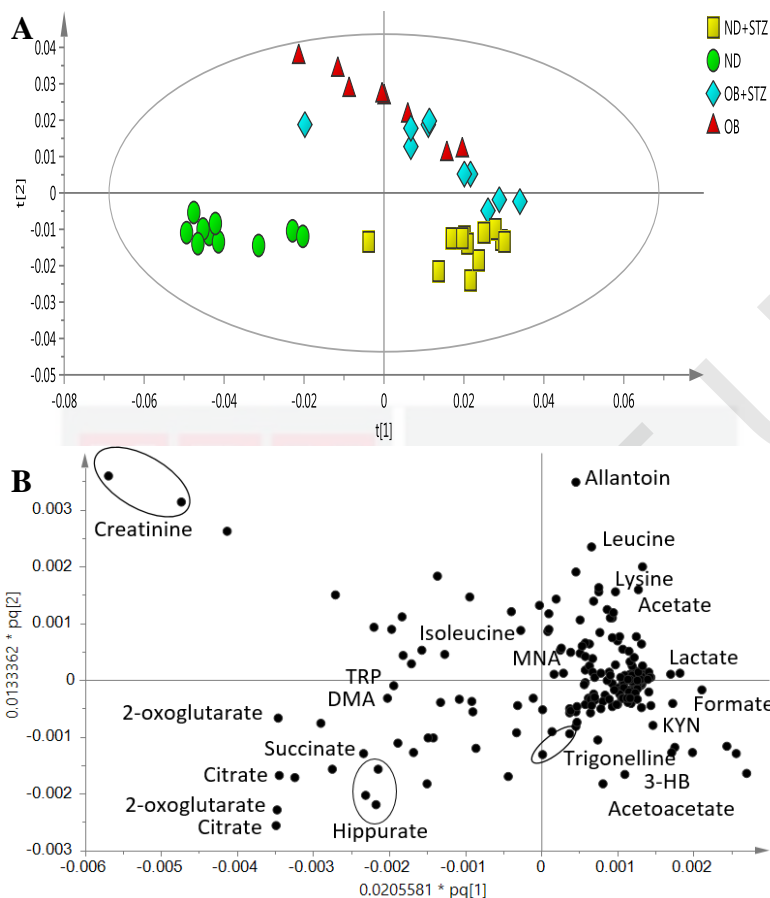 A
ND+STZ
ND
OB+STZ
OB
t[2]
0.04
0.03
0.02
0.01
0
-0.01
-0.02
-0.03
-0.04
-0.05
-0.08 -0.06 -0.04 -0.02 0 0.02 0.04 0.06
t[1]
B
0.0133362 * pq[2]
0.003
0.002
0.001
0
-0.001
-0.002
-0.003
Allantoin
Creatinine
Leucine
Lysine
Acetate
Isoleucine
MNA
Lactate
TRP
DMA
Formate
2-oxoglutarate
KYN
Succinate
Trigonelline
Citrate
3-HB
2-oxoglutarate
Acetoacetate
Citrate
Hippurate
-0.006 -0.005 -0.004 -0.003 -0.002 -0.001 0 0.001 0.002
0.0205581 * pq[1]